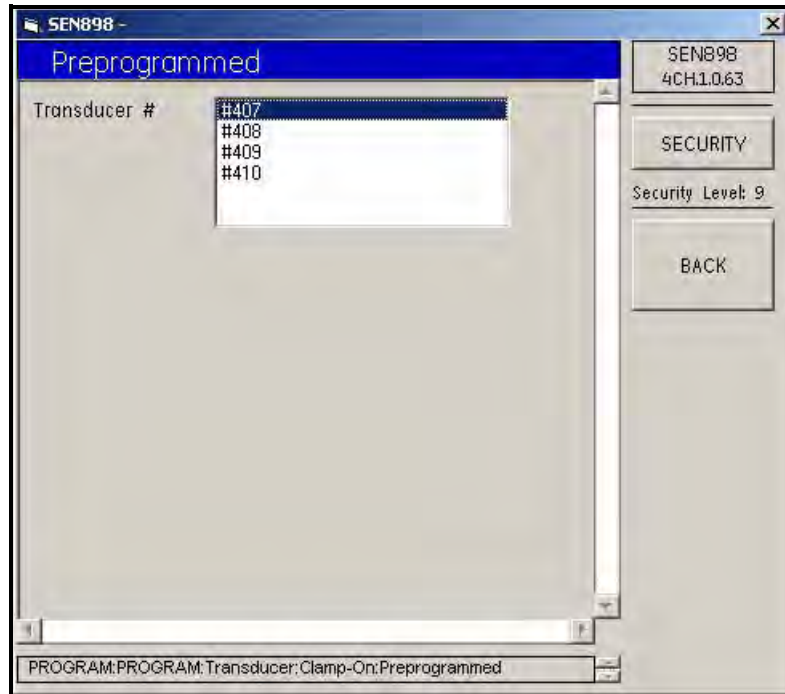 SEN898 -
Preprogrammed
SEN898
4CH.1.0.63
Transducer #
#407
#408
#409
#410
SECURITY
Security Level: 9
BACK
PROGRAM:PROGRAM:Transducer:Clamp-On:Preprogrammed